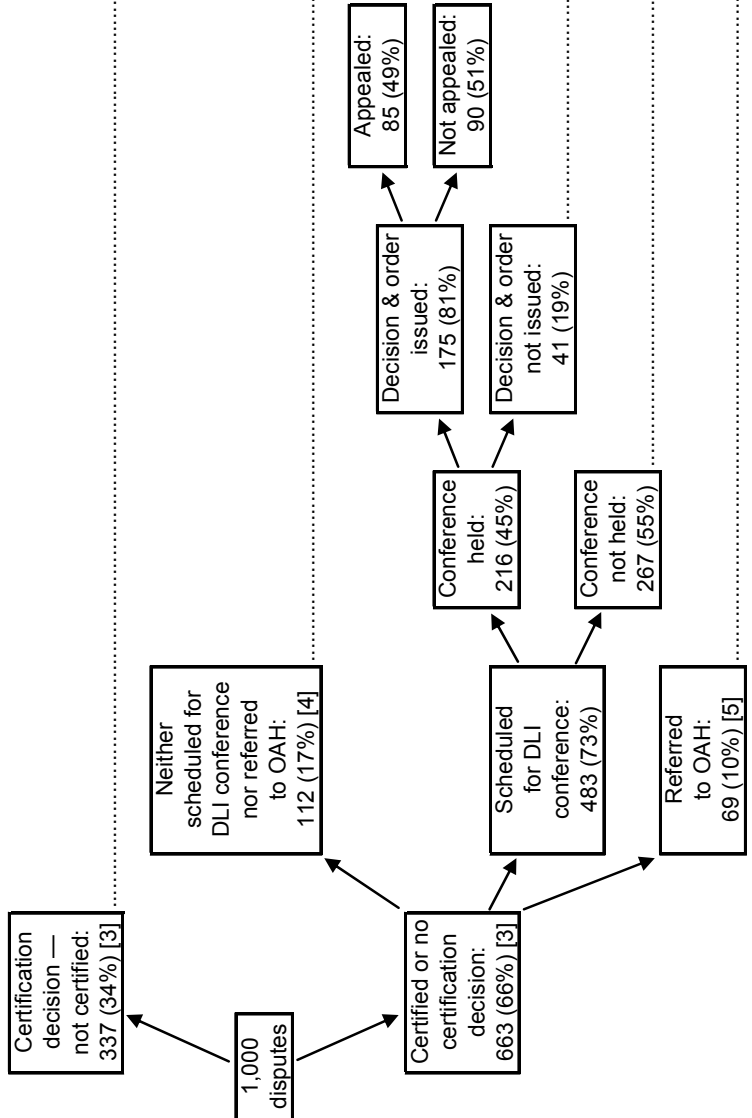 1,000
disputes
Certification
decision —
not certified:
337 (34%) [3]
Certified or no
certification
decision:
663 (66%) [3]
Neither
scheduled for
DLI conference
nor referred
to OAH:
112 (17%) [4]
Scheduled
for DLI
conference:
483 (73%)
Referred
to OAH:
69 (10%) [5]
Conference
held:
216 (45%)
Conference
not held:
267 (55%)
Decision & order
issued:
175 (81%)
Decision & order
not issued:
41 (19%)
Appealed:
85 (49%)
Not appealed:
90 (51%)